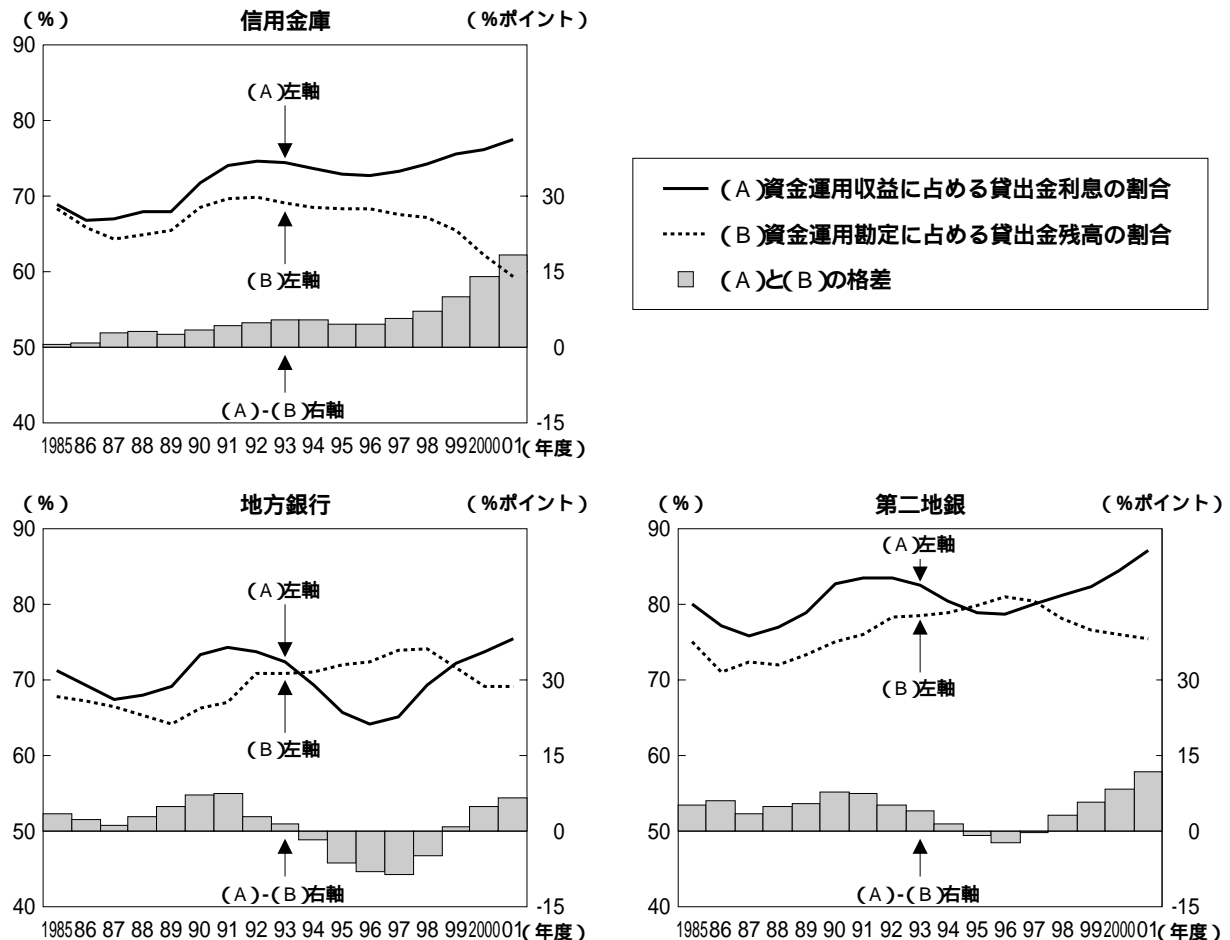 (%) 信用金庫 (%ポイント)
90
80
70
60
50
40
30
15
0
-15
(A)左軸
(B)左軸
(A)-(B)右軸
1985 86 87 88 89 90 91 92 93 94 95 96 97 98 99 2000 01(年度)
(A)資金運用収益に占める貸出金利息の割合
(B)資金運用勘定に占める貸出金残高の割合
(A)と(B)の格差
(%) 地方銀行 (%ポイント)
90
80
70
60
50
40
30
15
0
-15
(A)左軸
(B)左軸
(A)-(B)右軸
1985 86 87 88 89 90 91 92 93 94 95 96 97 98 99 2000 01(年度)
(%) 第二地銀 (%ポイント)
90
80
70
60
50
40
30
15
0
-15
(A)左軸
(B)左軸
(A)-(B)右軸
1985 86 87 88 89 90 91 92 93 94 95 96 97 98 99 2000 01(年度)